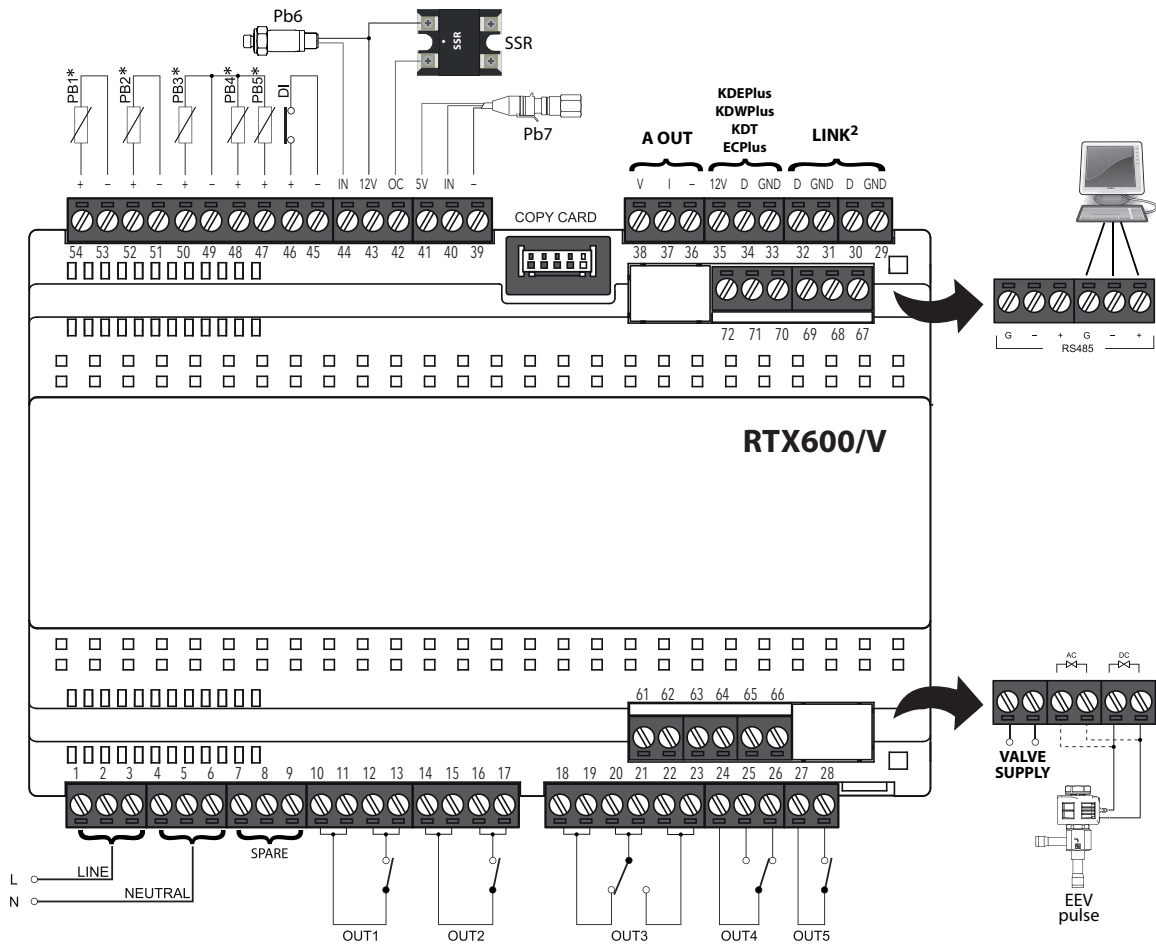 Pb6
SSR
SSR
Pb7
PB1*
PB2*
PB3*
PB4*
PB5*
DI
KDEPlus
KDWPlus
KDT
ECPlus
A OUT
LINK2
+ − + − + − + + + − IN 12V OC 5V IN −
V I − 12V D GND D GND D GND
COPY CARD
54 53 52 51 50 49 48 47 46 45 44 43 42 41 40 39
38 37 36 35 34 33 32 31 30 29
72 71 70 69 68 67
G − + G − +
RS485
RTX600/V
61 62 63 64 65 66
AC
DC
VALVE
SUPPLY
1 2 3 4 5 6 7 8 9 10 11 12 13 14 15 16 17
18 19 20 21 22 23 24 25 26 27 28
SPARE
L
LINE
N
NEUTRAL
OUT1
OUT2
OUT3
OUT4
OUT5
EEV
pulse